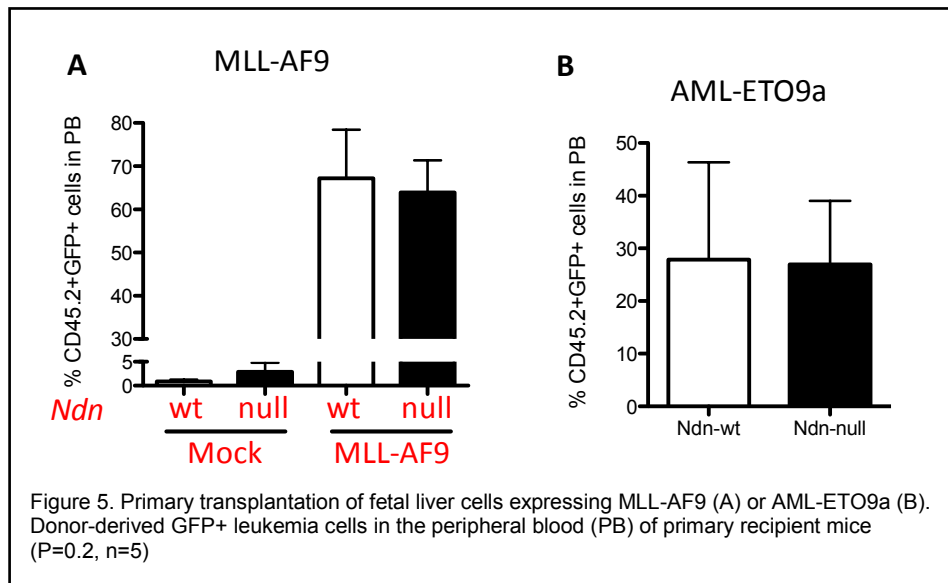 A
MLL-AF9
% CD45.2+GFP+ cells in PB
80
70
60
50
40
30
5
0
Ndn wt null wt null
Mock MLL-AF9
B
AML-ETO9a
% CD45.2+GFP+ cells in PB
50
40
30
20
10
0
Ndn-wt Ndn-null
Figure 5. Primary transplantation of fetal liver cells expressing MLL-AF9 (A) or AML-ETO9a (B).
Donor-derived GFP+ leukemia cells in the peripheral blood (PB) of primary recipient mice
(P=0.2, n=5)